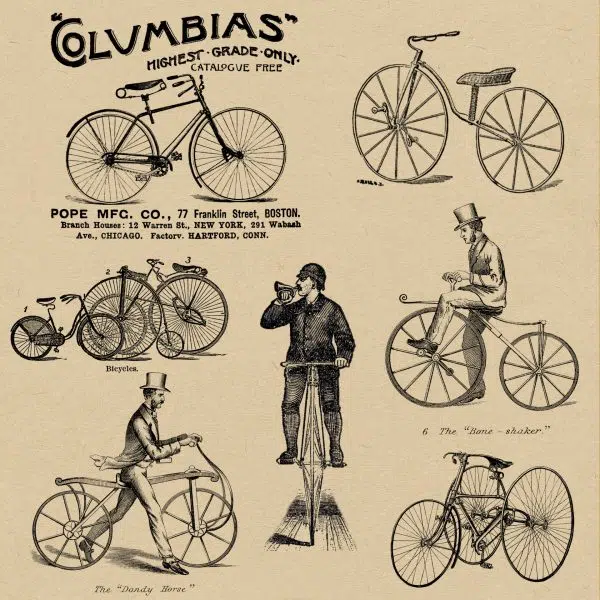 "COLUMBIAS"
HIGHEST·GRADE·ONLY.
CATALOGUE FREE
POPE MFG. CO., 77 Franklin Street, BOSTON.
Branch Houses: 12 Warren St., NEW YORK, 291 Wabash
Ave., CHICAGO. Factory. HARTFORD, CONN.
1
2
3
Bicycles.
6 The "Bone-shaker."
The "Dandy Horse"